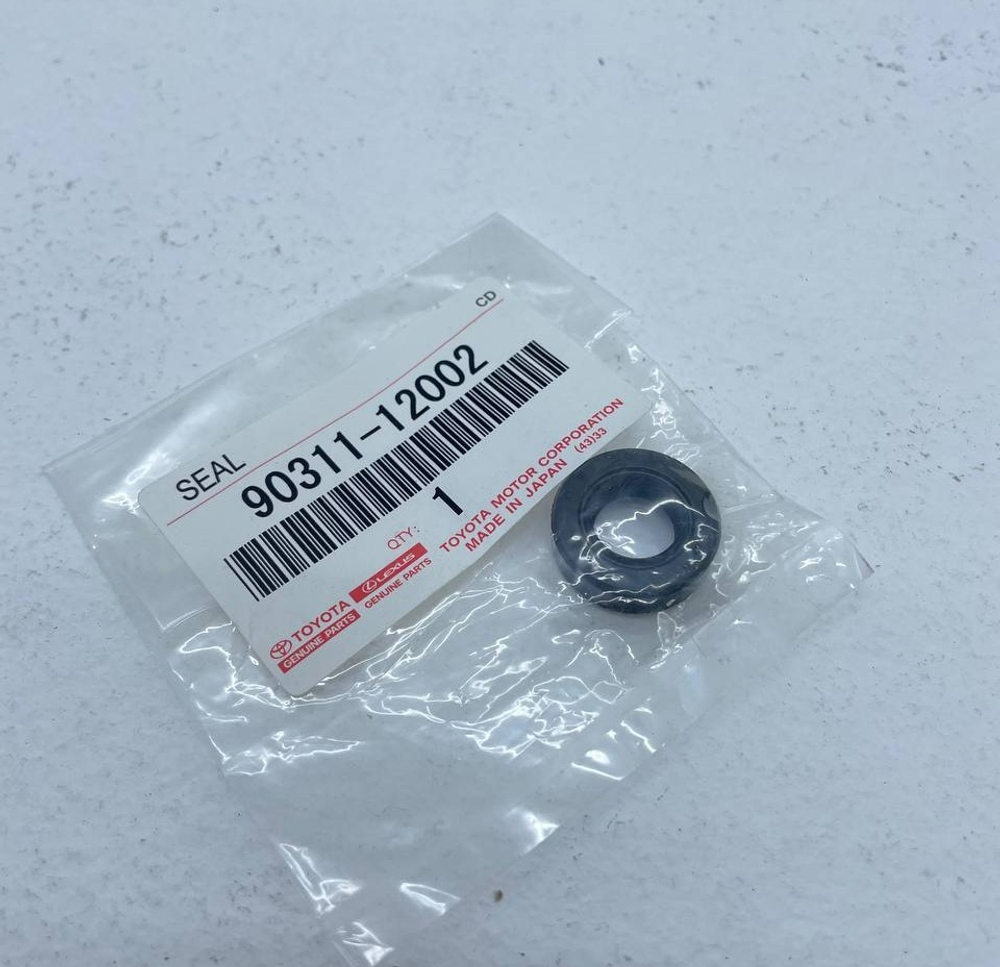 CD
SEAL
90311-12002
QTY: 1
TOYOTA MOTOR CORPORATION
MADE IN JAPAN (43)33
TOYOTA
GENUINE PARTS
LEXUS
GENUINE PARTS